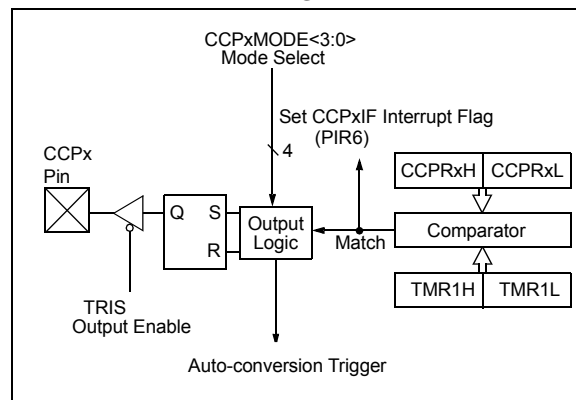 CCPxMODE<3:0>
Mode Select
Set CCPxIF Interrupt Flag
(PIR6)
4
CCPx
Pin
CCPRxH CCPRxL
Q S
R
Output
Logic
Match
Comparator
TMR1H TMR1L
TRIS
Output Enable
Auto-conversion Trigger